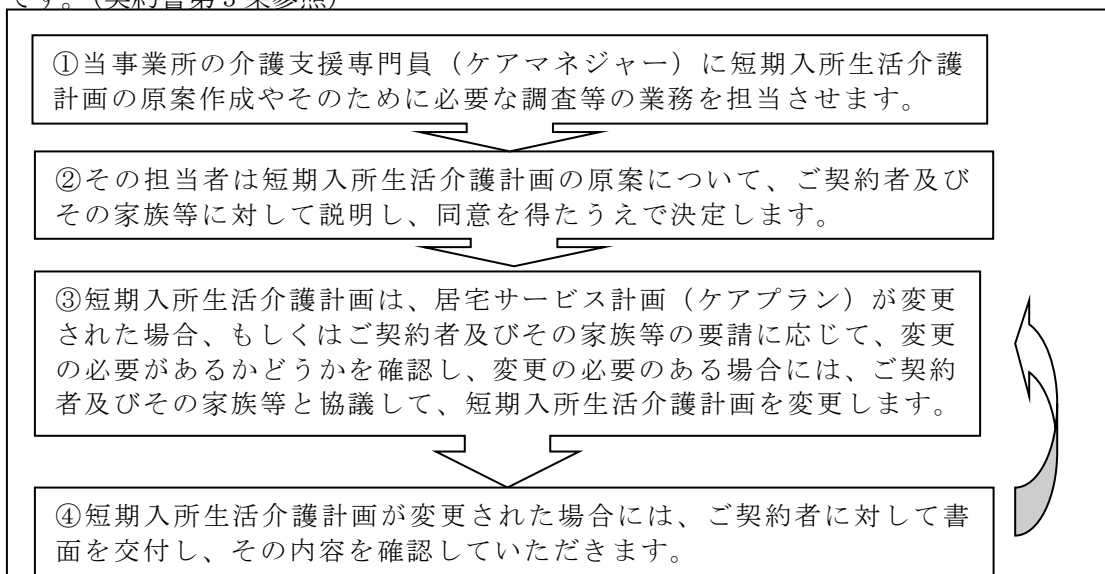 です。（契約書第3条参照）
①当事業所の介護支援専門員（ケアマネジャー）に短期入所生活介護
計画の原案作成やそのために必要な調査等の業務を担当させます。
②その担当者は短期入所生活介護計画の原案について、ご契約者及び
その家族等に対して説明し、同意を得たうえで決定します。
③短期入所生活介護計画は、居宅サービス計画（ケアプラン）が変更
された場合、もしくはご契約者及びその家族等の要請に応じて、変更
の必要があるかどうかを確認し、変更の必要のある場合には、ご契約
者及びその家族等と協議して、短期入所生活介護計画を変更します。
④短期入所生活介護計画が変更された場合には、ご契約者に対して書
面を交付し、その内容を確認していただきます。